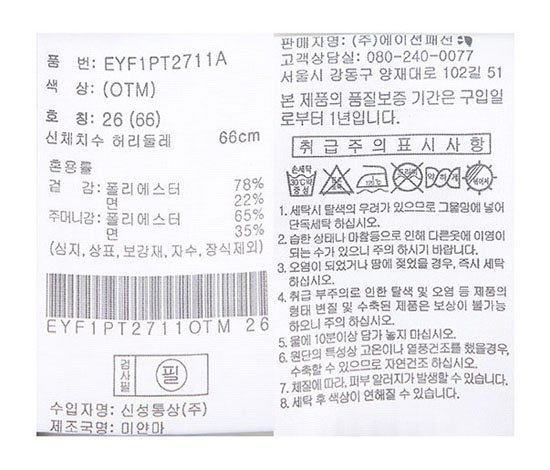 품 번: EYF1PT2711A
색 상: (OTM)
호 칭: 26 (66)
신체치수 허리둘레 66cm
혼용률
겉 감: 폴리에스터 78%
면 22%
주머니감: 폴리에스터 65%
면 35%
(심지, 상표, 보강재, 자수, 장식제외)
EYF1PT2711OTM 26
검사필 필
수입자명: 신성통상(주)
제조국명: 미얀마
판매자명: (주)에이션패션
고객상담실: 080-240-0077
서울시 강동구 양재대로 102길 51
본 제품의 품질보증 기간은 구입일
로부터 1년입니다.
취급주의표시사항
손세탁
30℃
중성
드라이
약하게
1. 세탁시 탈색의 우려가 있으므로 그물망에 넣어
단독세탁 하십시오.
2. 습한 상태나 마찰등으로 인해 다른옷에 이염이
되는 수가 있으니 주의 하시기 바랍니다.
3. 오염이 되었거나 땀에 젖었을 경우, 즉시 세탁
하십시오.
4. 취급 부주의로 인한 탈색 및 오염 등 제품의
형태 변질 및 수축된 제품은 보상이 불가능
하오니 주의 하십시오.
5. 물에 10분이상 담가 놓지 마십시오.
6. 원단의 특성상 고온이나 열풍건조를 했을경우,
수축할 수 있으므로 자연건조 하십시오.
7. 체질에 따라, 피부 알러지가 발생할 수 있습니다.
8. 세탁 후 색상이 연해질 수 있습니다.